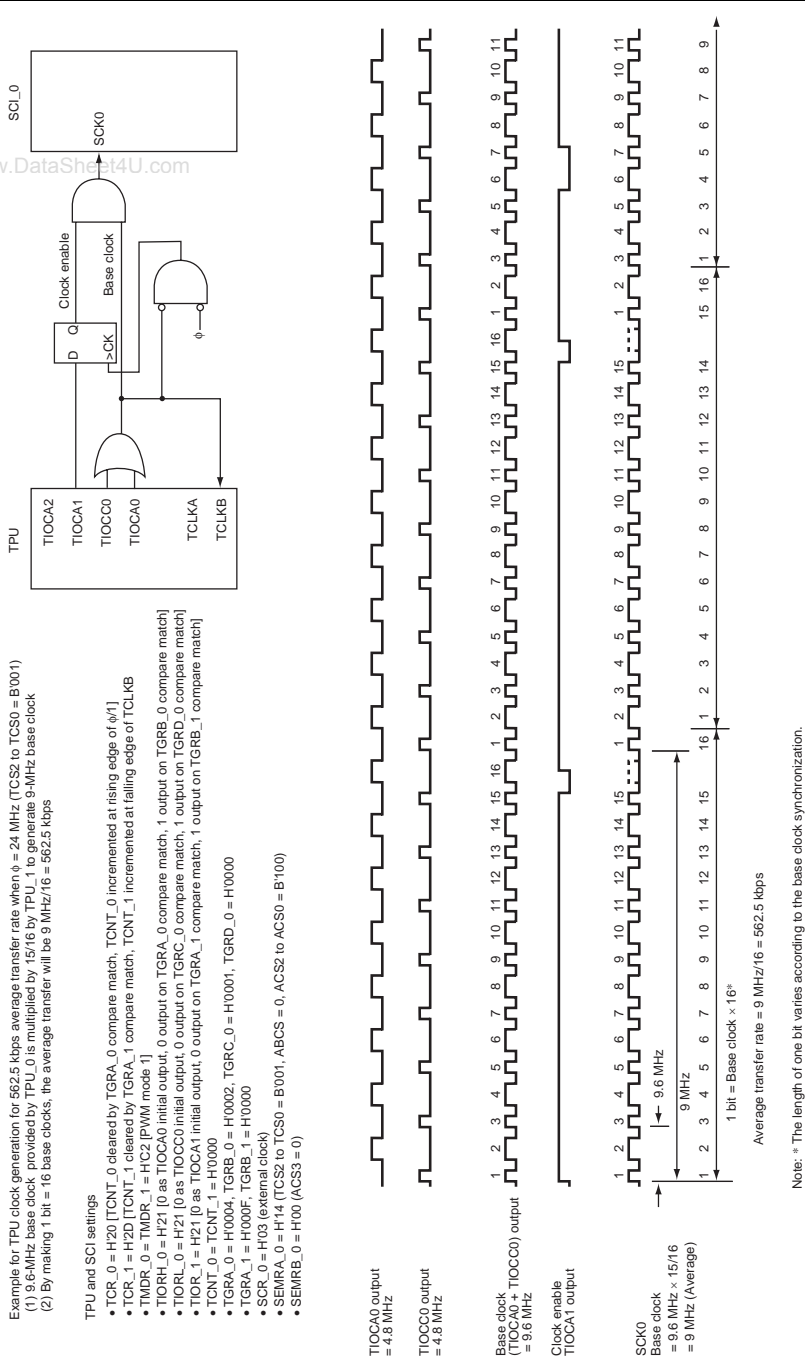 Example for TPU clock generation for 562.5 kbps average transfer rate when ϕ = 24 MHz (TCS2 to TCS0 = B'001)
(1) 9.6-MHz base clock provided by TPU_0 is multiplied by 15/16 by TPU_1 to generate 9-MHz base clock
(2) By making 1 bit = 16 base clocks, the average transfer will be 9 MHz/16 = 562.5 kbps
TPU and SCI settings
• TCR_0 = H'20 [TCNT_0 cleared by TGRA_0 compare match, TCNT_0 incremented at rising edge of ϕ/1]
• TCR_1 = H'2D [TCNT_1 cleared by TGRA_1 compare match, TCNT_1 incremented at falling edge of TCLKB
• TMDR_0 = TMDR_1 = H'C2 [PWM mode 1]
• TIORH_0 = H'21 [0 as TIOCA0 initial output, 0 output on TGRA_0 compare match, 1 output on TGRB_0 compare match]
• TIORL_0 = H'21 [0 as TIOCC0 initial output, 0 output on TGRC_0 compare match, 1 output on TGRD_0 compare match]
• TIOR_1 = H'21 [0 as TIOCA1 initial output, 0 output on TGRA_1 compare match, 1 output on TGRB_1 compare match]
• TCNT_0 = TCNT_1 = H'0000
• TGRA_0 = H'0004, TGRB_0 = H'0002, TGRC_0 = H'0001, TGRD_0 = H'0000
• TGRA_1 = H'000F, TGRB_1 = H'0000
• SCR_0 = H'03 (external clock)
• SEMRA_0 = H'14 (TCS2 to TCS0 = B'001, ABCS = 0, ACS2 to ACS0 = B'100)
• SEMRB_0 = H'00 (ACS3 = 0)
TPU
TIOCA2
TIOCA1
TIOCC0
TIOCA0
TCLKA
TCLKB
D Q
>CK
Clock enable
Base clock
ϕ
SCI_0
SCK0
w.DataSheet4U.com
TIOCA0 output
= 4.8 MHz
TIOCC0 output
= 4.8 MHz
Base clock
(TIOCA0 + TIOCC0) output
= 9.6 MHz
1 2 3 4 5 6 7 8 9 10 11 12 13 14 15 16 1 2 3 4 5 6 7 8 9 10 11 12 13 14 15 16 1 2 3 4 5 6 7 8 9 10 11
Clock enable
TIOCA1 output
SCK0
Base clock
= 9.6 MHz × 15/16
= 9 MHz (Average)
1 2 3 4 5 6 7 8 9 10 11 12 13 14 15 1 2 3 4 5 6 7 8 9 10 11 12 13 14 15 1 2 3 4 5 6 7 8 9 10 11
9.6 MHz
9 MHz
1 2 3 4 5 6 7 8 9 10 11 12 13 14 15 16 1 2 3 4 5 6 7 8 9 10 11 12 13 14 15 16 1 2 3 4 5 6 7 8 9
1 bit = Base clock × 16*
Average transfer rate = 9 MHz/16 = 562.5 kbps
Note: * The length of one bit varies according to the base clock synchronization.